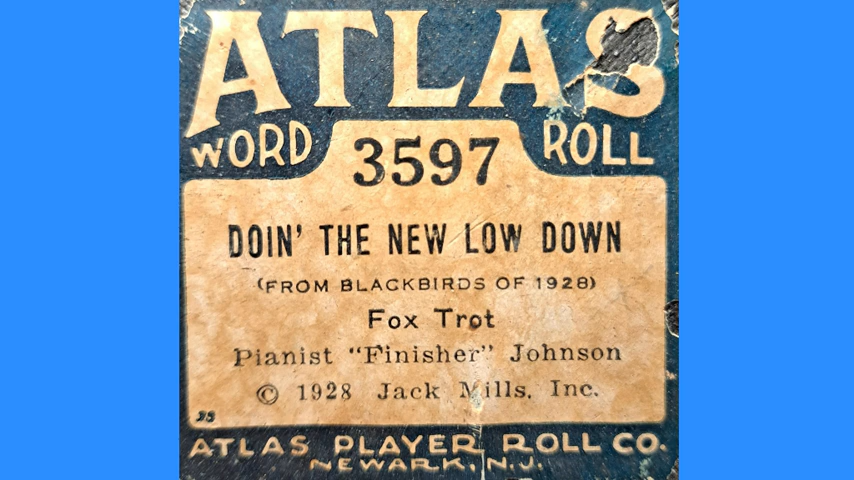 ATLAS
WORD ROLL
3597
DOIN' THE NEW LOW DOWN
(FROM BLACKBIRDS OF 1928)
Fox Trot
Pianist "Finisher" Johnson
© 1928 Jack Mills, Inc.
ATLAS PLAYER ROLL CO.
NEWARK, N.J.